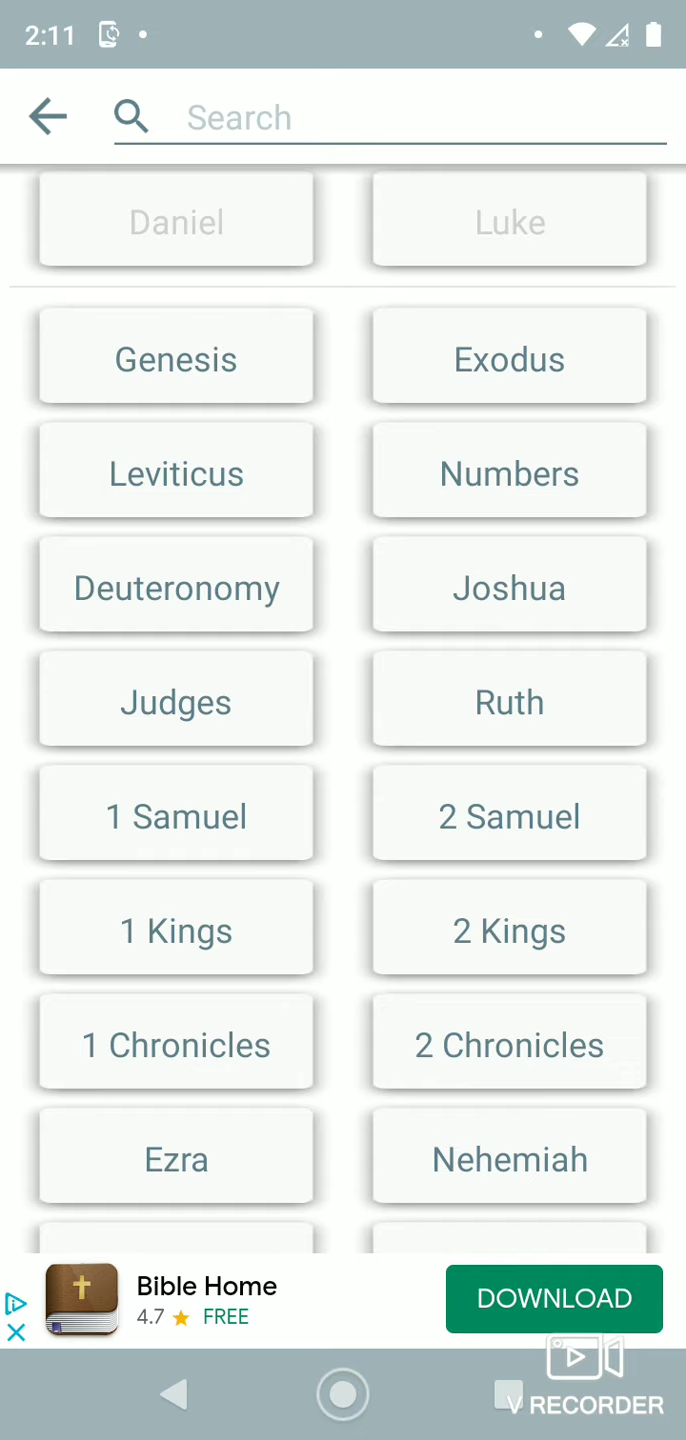 2:11
Search
Daniel Luke
Genesis Exodus
Leviticus Numbers
Deuteronomy Joshua
Judges Ruth
1 Samuel 2 Samuel
1 Kings 2 Kings
1 Chronicles 2 Chronicles
Ezra Nehemiah
Bible Home
4.7 FREE
DOWNLOAD
V RECORDER